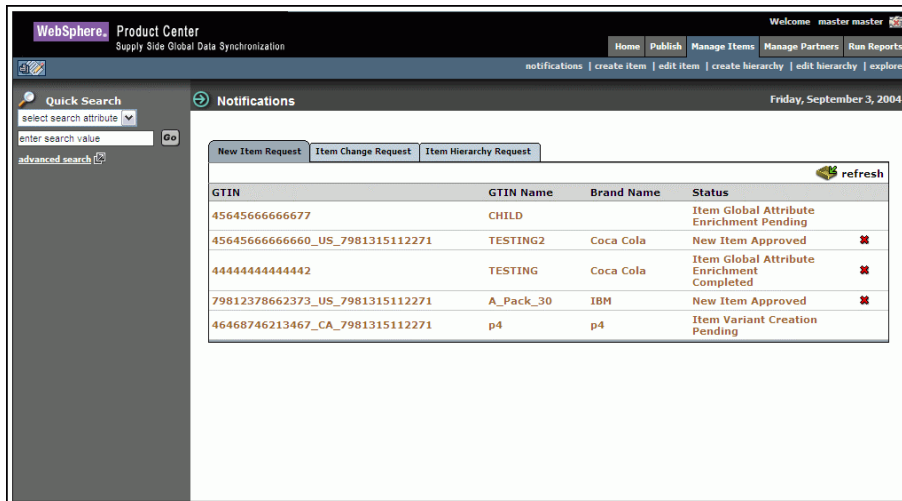 WebSphere. Product Center
Supply Side Global Data Synchronization
Welcome master master
Home Publish Manage Items Manage Partners Run Reports
notifications | create item | edit item | create hierarchy | edit hierarchy | explore
Quick Search
select search attribute
enter search value
Go
advanced search
Notifications
Friday, September 3, 2004
New Item Request Item Change Request Item Hierarchy Request
refresh
GTIN GTIN Name Brand Name Status
45645666666677 CHILD Item Global Attribute
Enrichment Pending
45645666666660_US_7981315112271 TESTING2 Coca Cola New Item Approved
44444444444442 TESTING Coca Cola Item Global Attribute
Enrichment
Completed
79812378662373_US_7981315112271 A_Pack_30 IBM New Item Approved
46468746213467_CA_7981315112271 p4 p4 Item Variant Creation
Pending